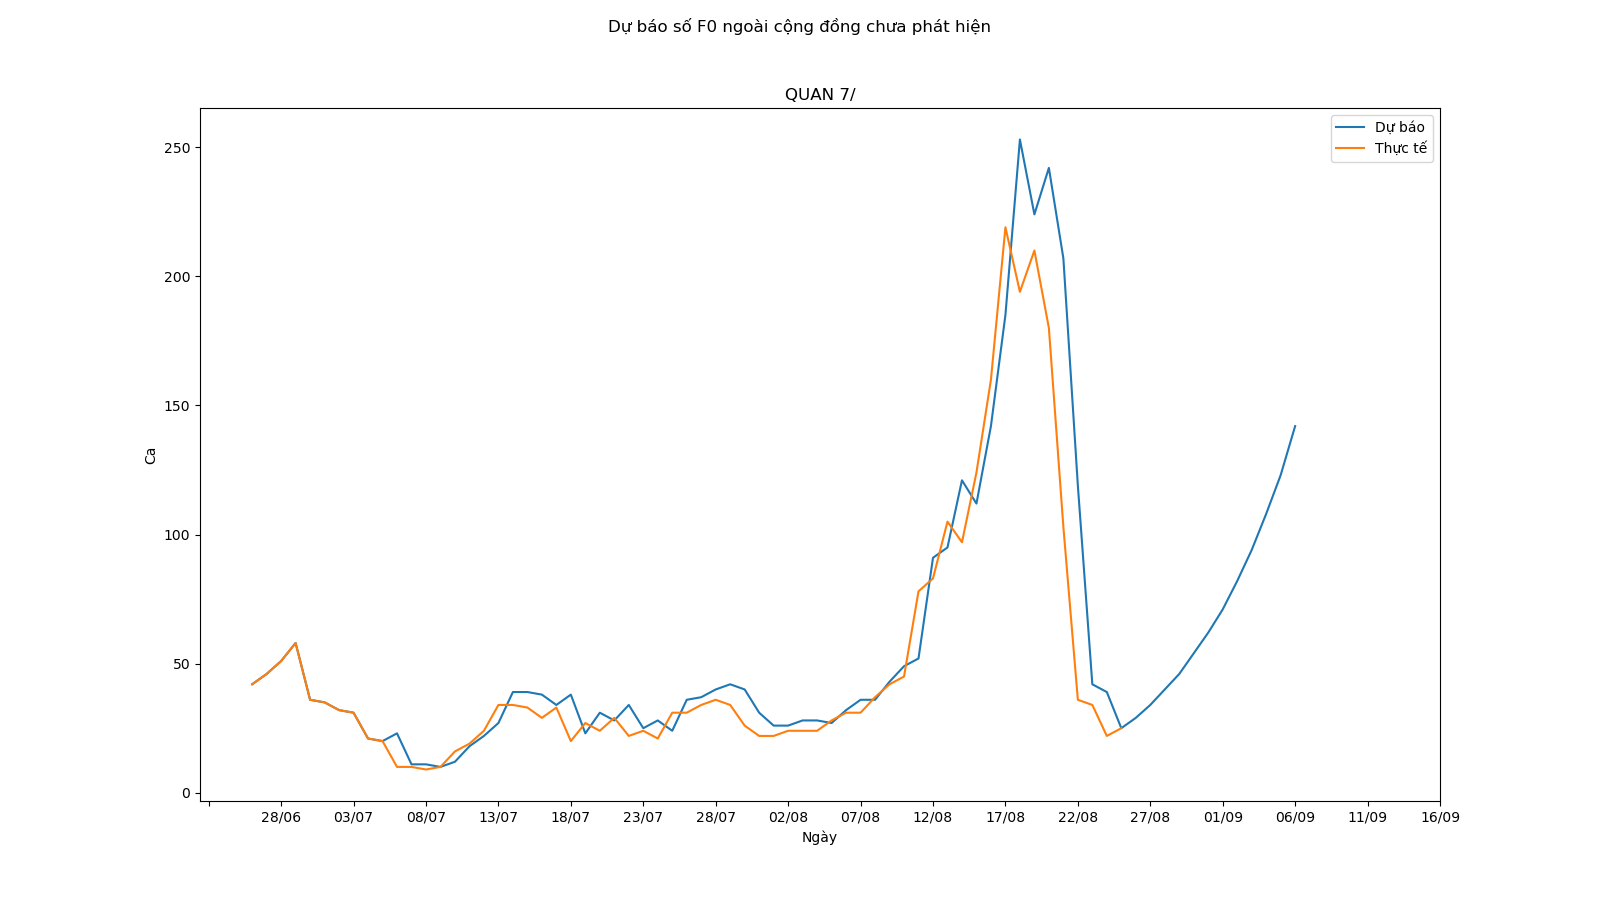 Dự báo số F0 ngoài cộng đồng chưa phát hiện
QUAN 7/
Dự báo
Thực tế
250
200
150
100
50
0
Ca
28/06 03/07 08/07 13/07 18/07 23/07 28/07 02/08 07/08 12/08 17/08 22/08 27/08 01/09 06/09 11/09 16/09
Ngày